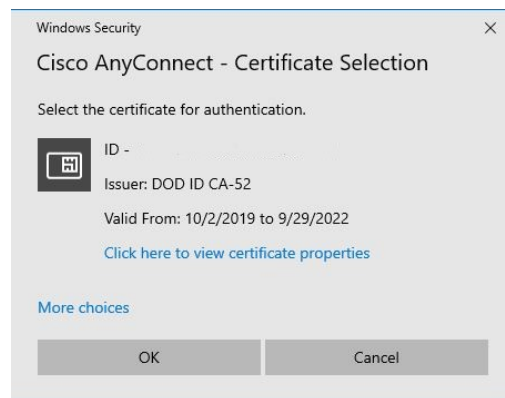 Windows Security
Cisco AnyConnect - Certificate Selection
Select the certificate for authentication.
ID -
Issuer: DOD ID CA-52
Valid From: 10/2/2019 to 9/29/2022
Click here to view certificate properties
More choices
OK
Cancel